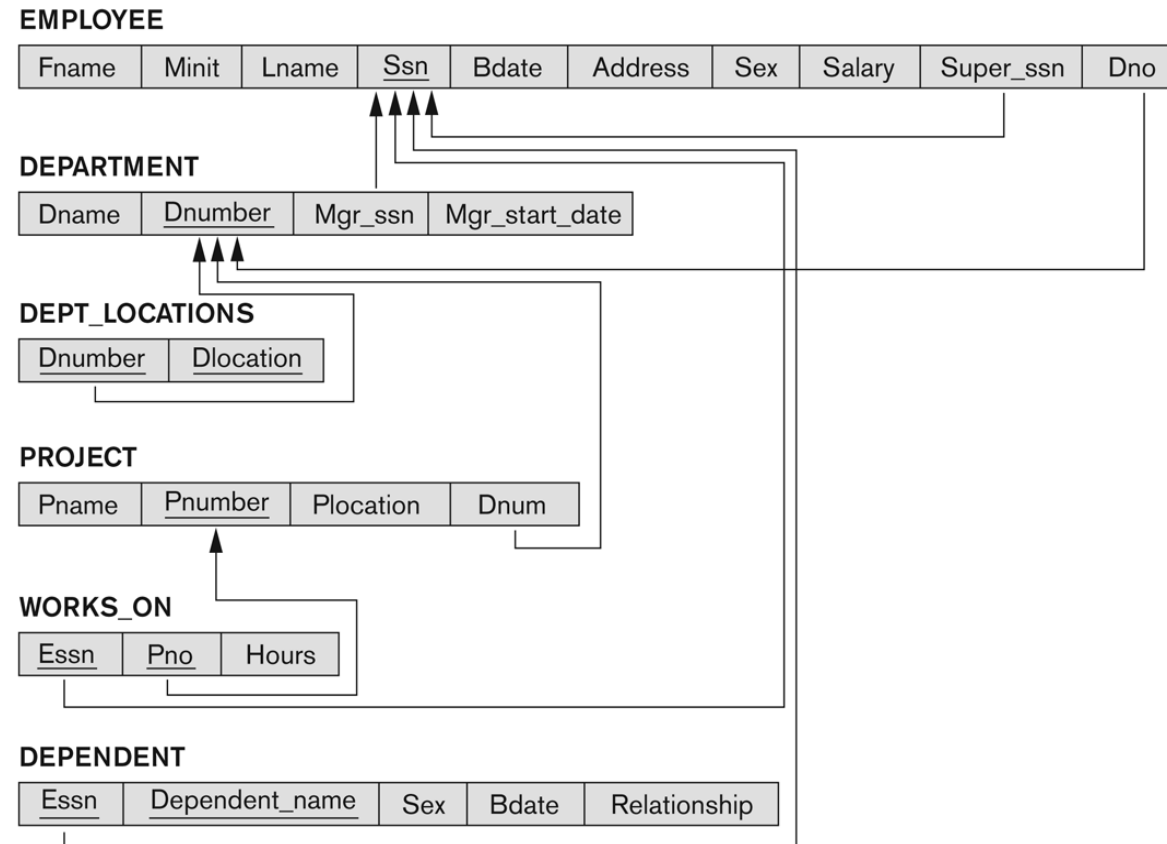 EMPLOYEE
Fname Minit Lname Ssn Bdate Address Sex Salary Super_ssn Dno
DEPARTMENT
Dname Dnumber Mgr_ssn Mgr_start_date
DEPT_LOCATIONS
Dnumber Dlocation
PROJECT
Pname Pnumber Plocation Dnum
WORKS_ON
Essn Pno Hours
DEPENDENT
Essn Dependent_name Sex Bdate Relationship